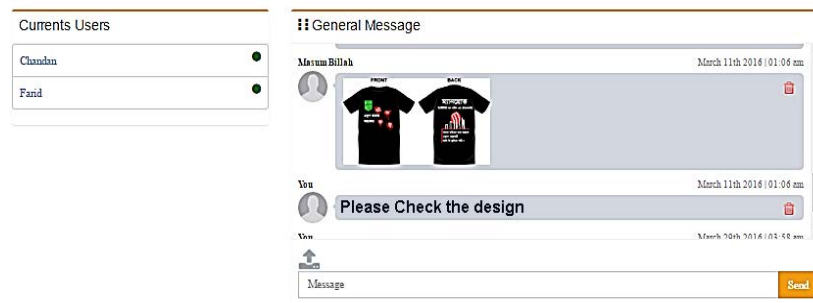 Currents Users
Chandan
Farid
General Message
Masum Billah
March 11th 2016 | 01:06 am
FRONT
BACK
You
March 11th 2016 | 01:06 am
Please Check the design
You
March 29th 2016 | 03:58 am
Message
Send